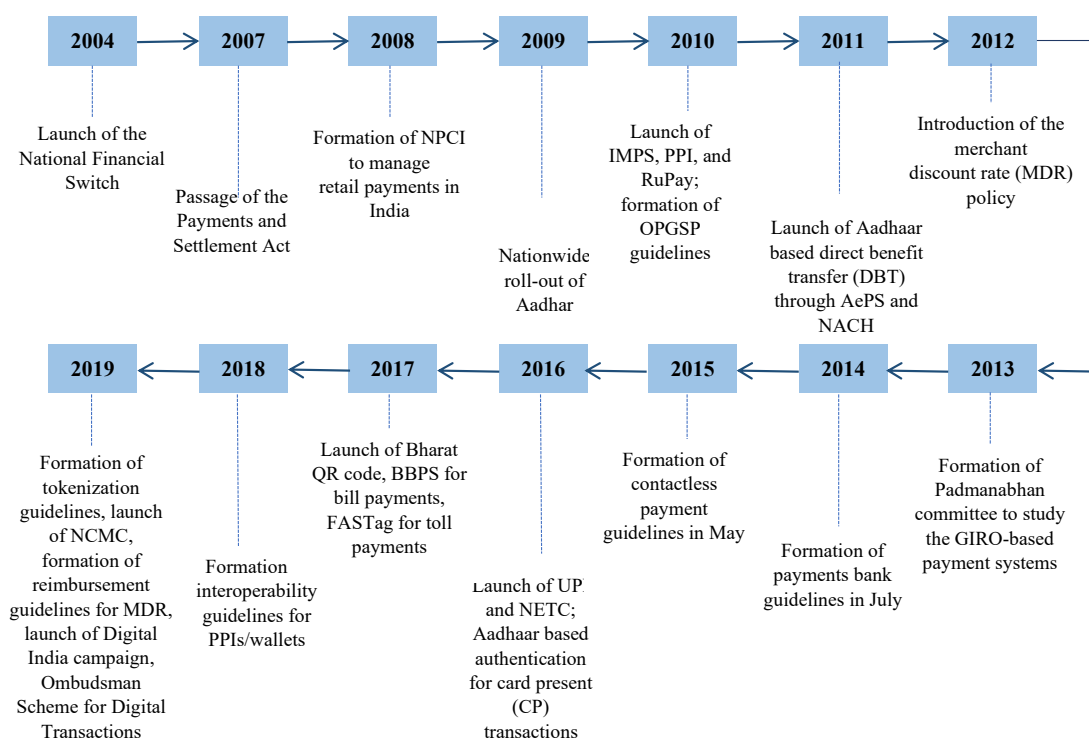 2004
2007
2008
2009
2010
2011
2012
Launch of the
National Financial
Switch
Passage of the
Payments and
Settlement Act
Formation of NPCI
to manage
retail payments in
India
Nationwide
roll-out of
Aadhar
Launch of
IMPS, PPI, and
RuPay;
formation of
OPGSP
guidelines
Launch of Aadhaar
based direct benefit
transfer (DBT)
through AePS and
NACH
Introduction of the
merchant
discount rate (MDR)
policy
2019
2018
2017
2016
2015
2014
2013
Formation of
tokenization
guidelines, launch
of NCMC,
formation of
reimbursement
guidelines for MDR,
launch of Digital
India campaign,
Ombudsman
Scheme for Digital
Transactions
Formation
interoperability
guidelines for
PPIs/wallets
Launch of Bharat
QR code, BBPS for
bill payments,
FASTag for toll
payments
Launch of UP
and NETC;
Aadhaar based
authentication
for card present
(CP)
transactions
Formation of
contactless
payment
guidelines in May
Formation of
payments bank
guidelines in July
Formation of
Padmanabhan
committee to study
the GIRO-based
payment systems